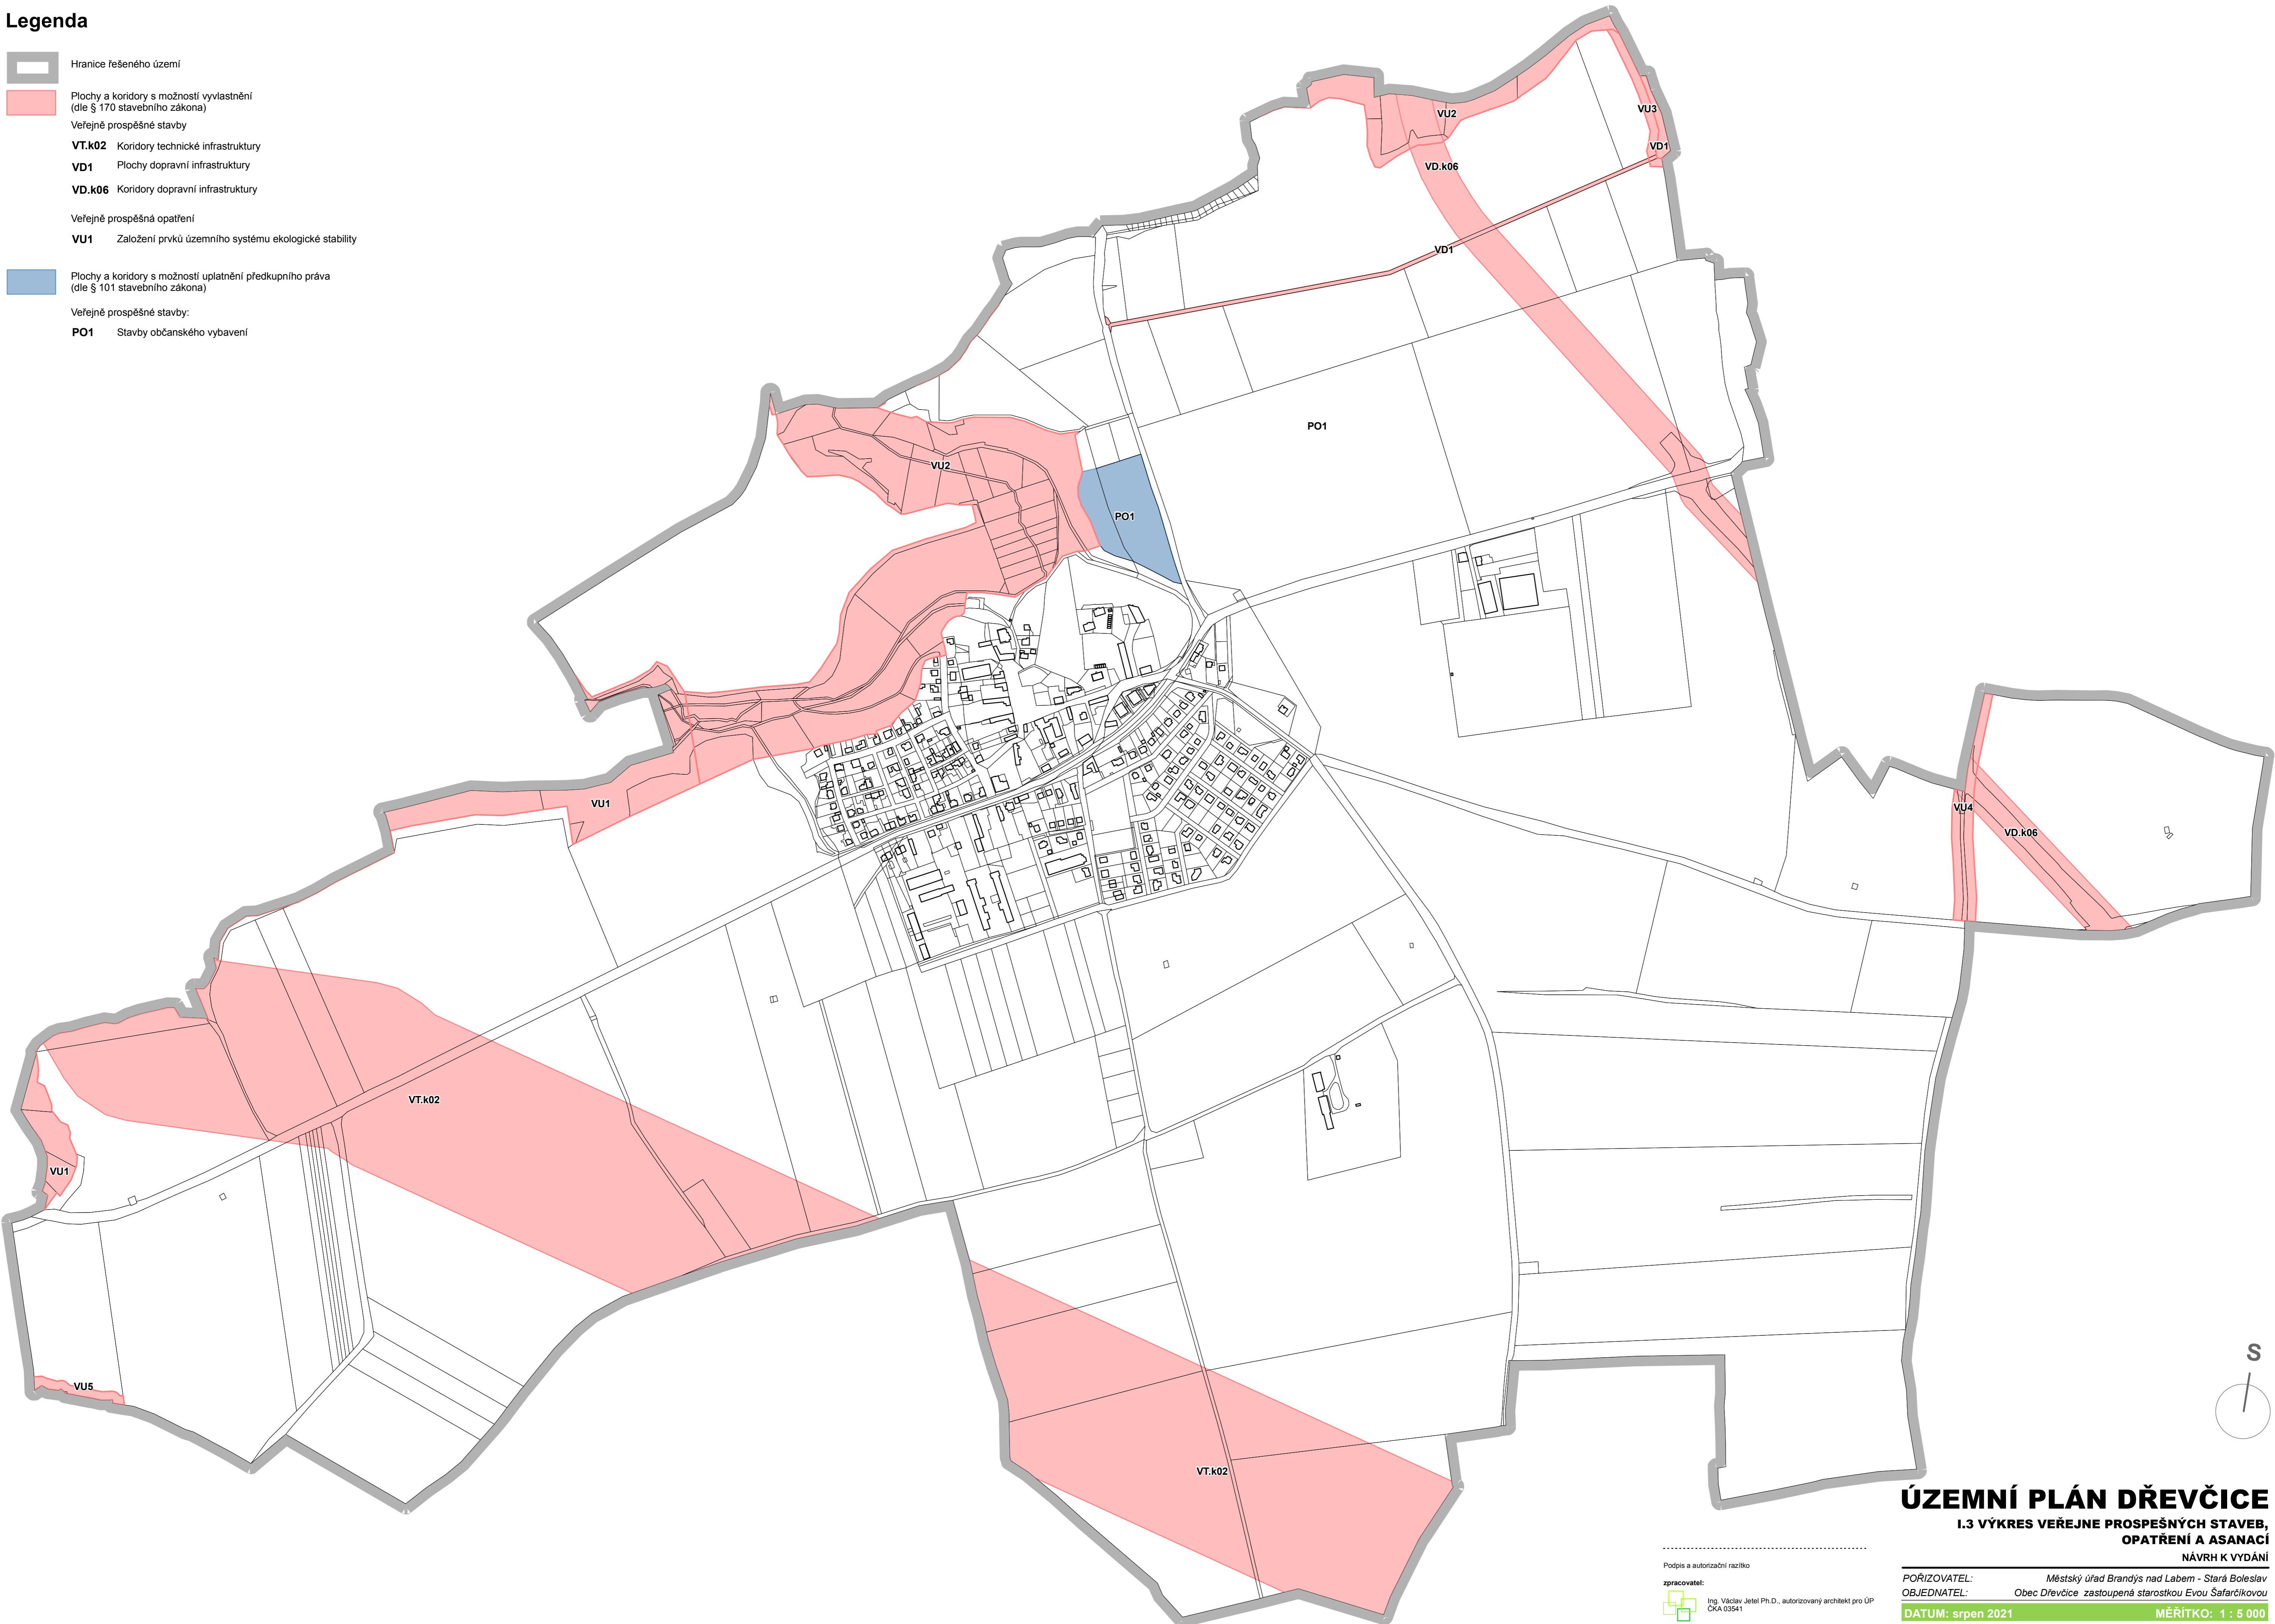 Legenda
Hranice řešeného území
Plochy a koridory s možností vyvlastnění
(dle § 170 stavebního zákona)
Veřejně prospěšné stavby
VT.k02 Koridory technické infrastruktury
VD1 Plochy dopravní infrastruktury
VD.k06 Koridory dopravní infrastruktury
Veřejně prospěšná opatření
VU1 Založení prvků územního systému ekologické stability
Plochy a koridory s možností uplatnění předkupního práva
(dle § 101 stavebního zákona)
Veřejně prospěšné stavby:
PO1 Stavby občanského vybavení
VU2
VU3
VD1
VD.k06
VD1
PO1
VU2
PO1
VU1
VU4
VD.k06
VT.k02
VU1
VU5
VT.k02
S
ÚZEMNÍ PLÁN DŘEVČICE
I.3 VÝKRES VEŘEJNE PROSPEŠNÝCH STAVEB,
OPATŘENÍ A ASANACÍ
NÁVRH K VYDÁNÍ
Podpis a autorizační razítko
zpracovatel:
Ing. Václav Jetel Ph.D., autorizovaný architekt pro ÚP
ČKA 03541
POŘIZOVATEL: Městský úřad Brandýs nad Labem - Stará Boleslav
OBJEDNATEL: Obec Dřevčice zastoupená starostkou Evou Šafarčíkovou
DATUM: srpen 2021 MĚŘÍTKO: 1 : 5 000